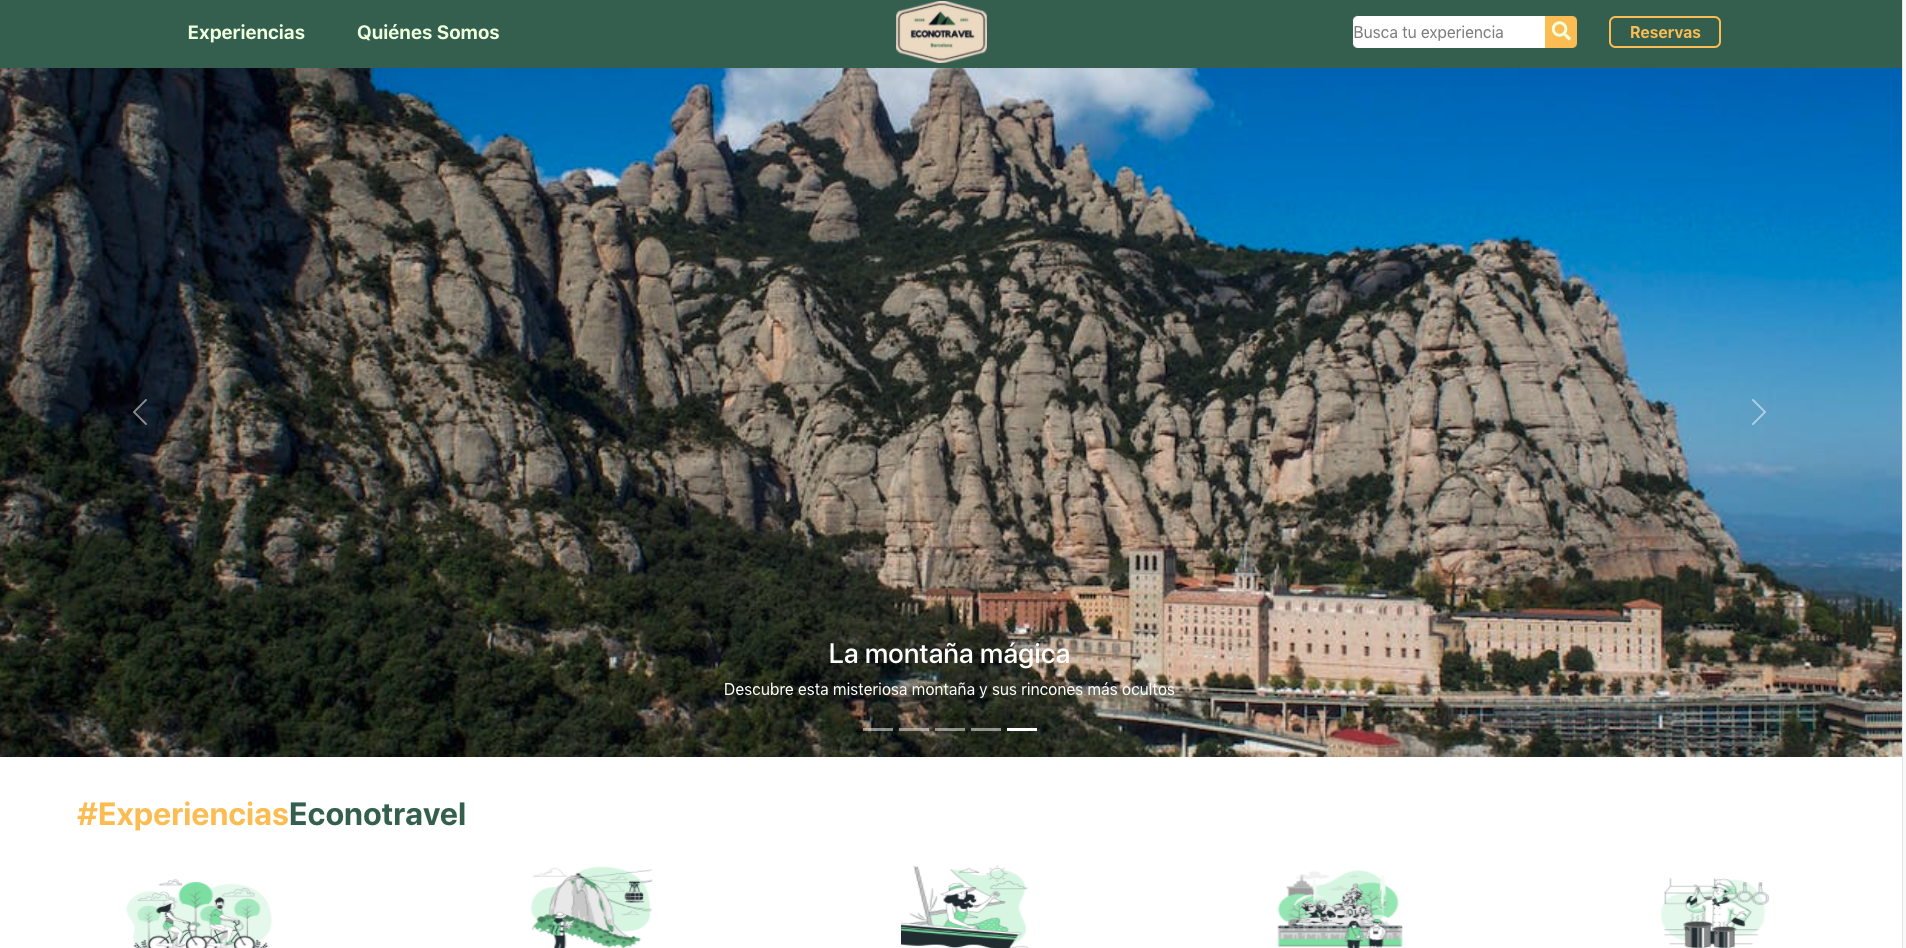 Experiencias
Quiénes Somos
ECONOTRAVEL
Barcelona
Busca tu experiencia
Reservas
La montaña mágica
Descubre esta misteriosa montaña y sus rincones más ocultos
#ExperienciasEconotravel